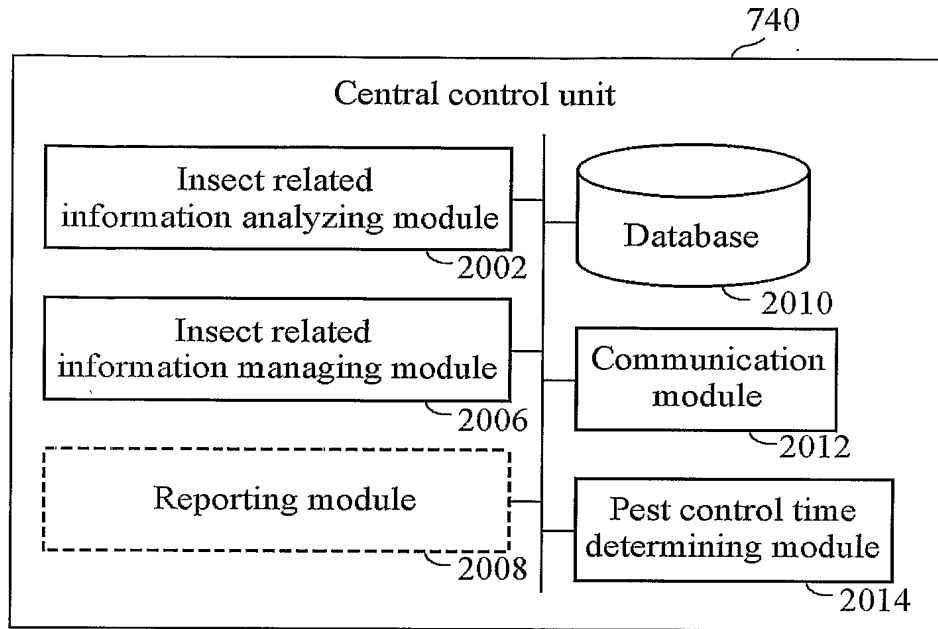 740
Central control unit
Insect related
information analyzing module
2002
Database
2010
Insect related
information managing module
2006
Communication
module
2012
Reporting module
2008
Pest control time
determining module
2014